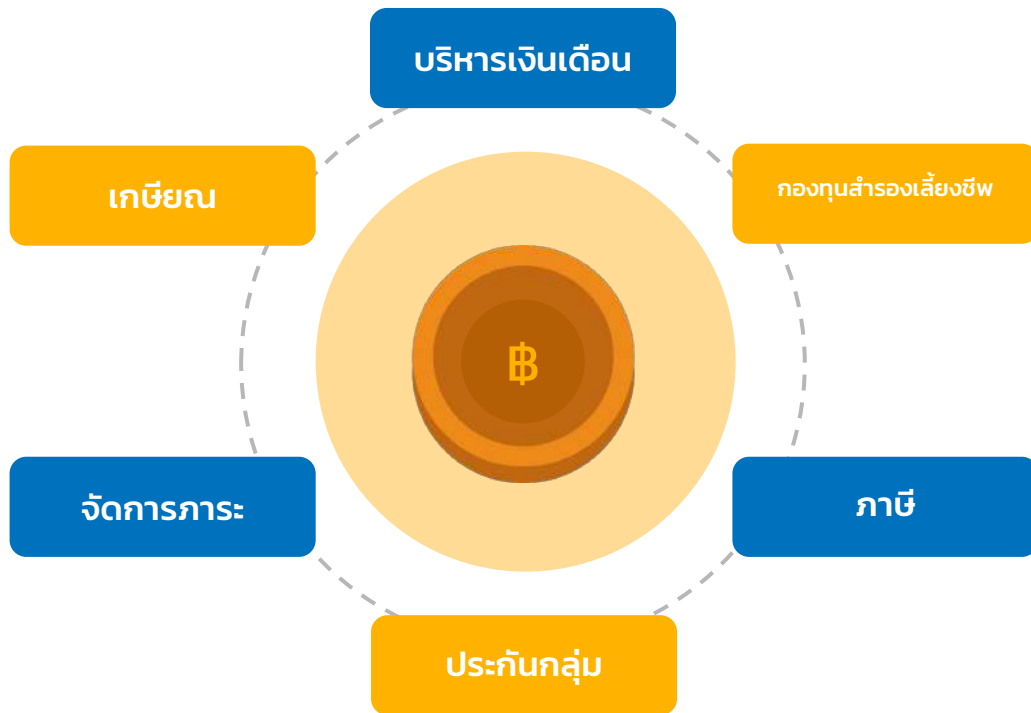 บริหารเงินเดือน
เกษียณ
กองทุนสำรองเลี้ยงชีพ
฿
จัดการภาระ
ภาษี
ประกันกลุ่ม